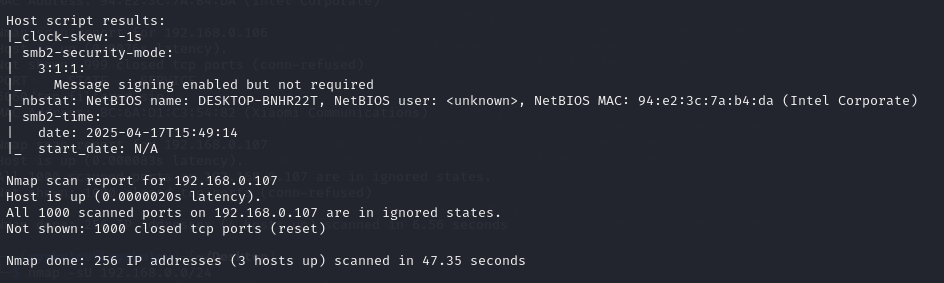 Host script results:
|_clock-skew: -1s
| smb2-security-mode:
|   3:1:1:
|_    Message signing enabled but not required
|_nbstat: NetBIOS name: DESKTOP-BNHR22T, NetBIOS user: <unknown>, NetBIOS MAC: 94:e2:3c:7a:b4:da (Intel Corporate)
| smb2-time:
|   date: 2025-04-17T15:49:14
|_  start_date: N/A
Nmap scan report for 192.168.0.107
Host is up (0.0000020s latency).
All 1000 scanned ports on 192.168.0.107 are in ignored states.
Not shown: 1000 closed tcp ports (reset)
Nmap done: 256 IP addresses (3 hosts up) scanned in 47.35 seconds